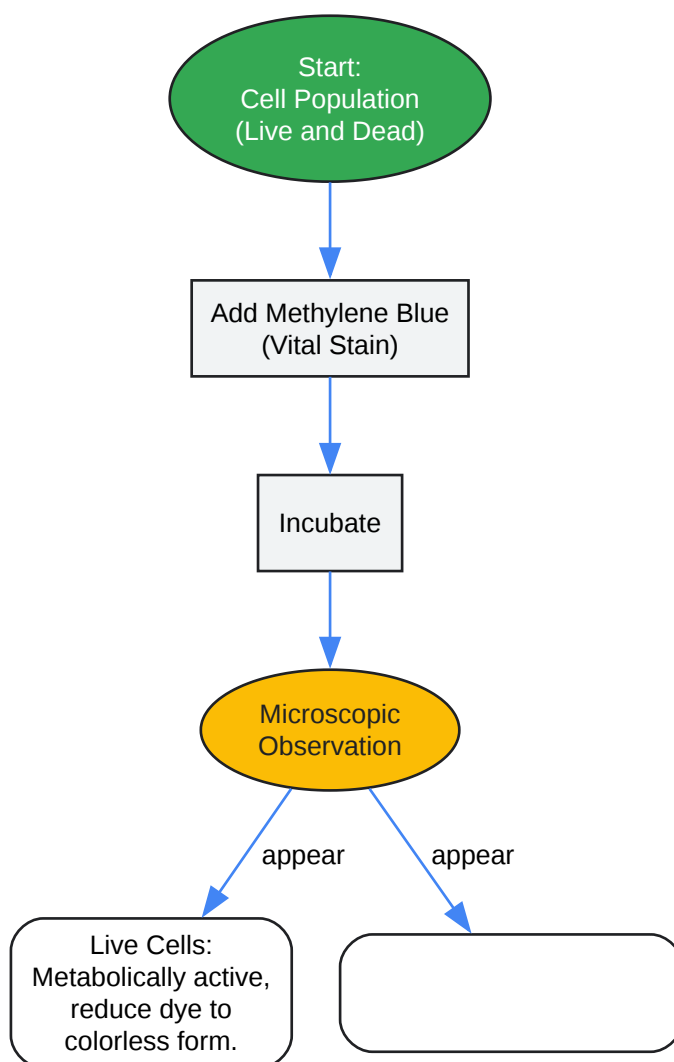 Start:
Cell Population
(Live and Dead)
Add Methylene Blue
(Vital Stain)
Incubate
Microscopic
Observation
appear
appear
Live Cells:
Metabolically active,
reduce dye to
colorless form.